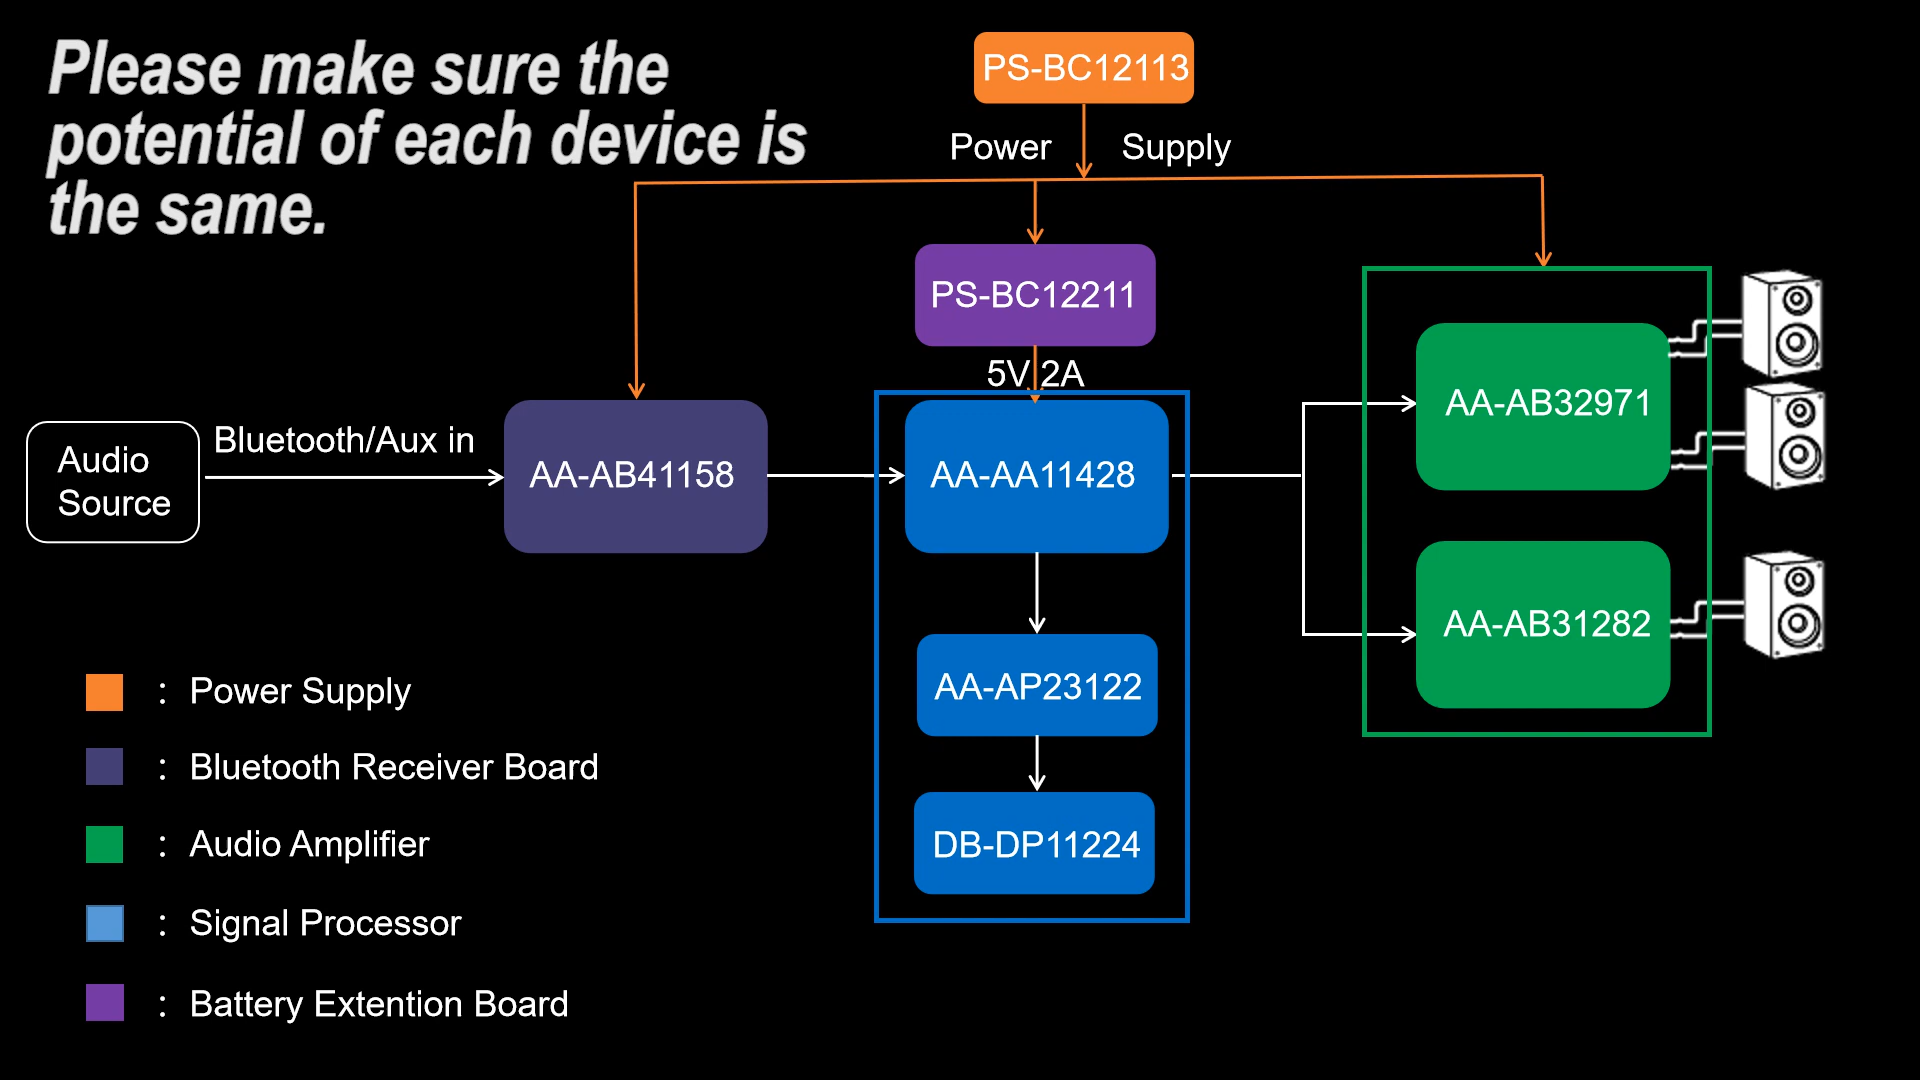 Please make sure the
potential of each device is
the same.
PS-BC12113
Power Supply
PS-BC12211
5V 2A
Audio
Source
Bluetooth/Aux in
AA-AB41158
AA-AA11428
AA-AB32971
AA-AB31282
AA-AP23122
DB-DP11224
: Power Supply
: Bluetooth Receiver Board
: Audio Amplifier
: Signal Processor
: Battery Extention Board